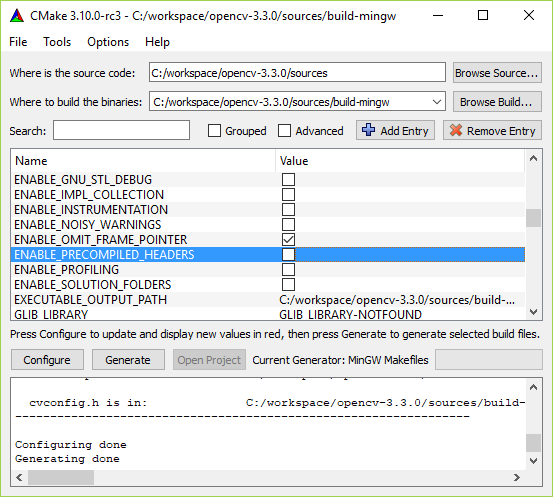 CMake 3.10.0-rc3 - C:/workspace/opencv-3.3.0/sources/build-mingw
File Tools Options Help
Where is the source code: C:/workspace/opencv-3.3.0/sources Browse Source...
Where to build the binaries: C:/workspace/opencv-3.3.0/sources/build-mingw Browse Build...
Search: Grouped Advanced Add Entry Remove Entry
Name Value
ENABLE_GNU_STL_DEBUG
ENABLE_IMPL_COLLECTION
ENABLE_INSTRUMENTATION
ENABLE_NOISY_WARNINGS
ENABLE_OMIT_FRAME_POINTER
ENABLE_PRECOMPILED_HEADERS
ENABLE_PROFILING
ENABLE_SOLUTION_FOLDERS
EXECUTABLE_OUTPUT_PATH C:/workspace/opencv-3.3.0/sources/build-...
GLIB_LIBRARY GLIB_LIBRARY-NOTFOUND
Press Configure to update and display new values in red, then press Generate to generate selected build files.
Configure Generate Open Project Current Generator: MinGW Makefiles
cvconfig.h is in: C:/workspace/opencv-3.3.0/sources/build-
-----------------------------------------------------------------
Configuring done
Generating done